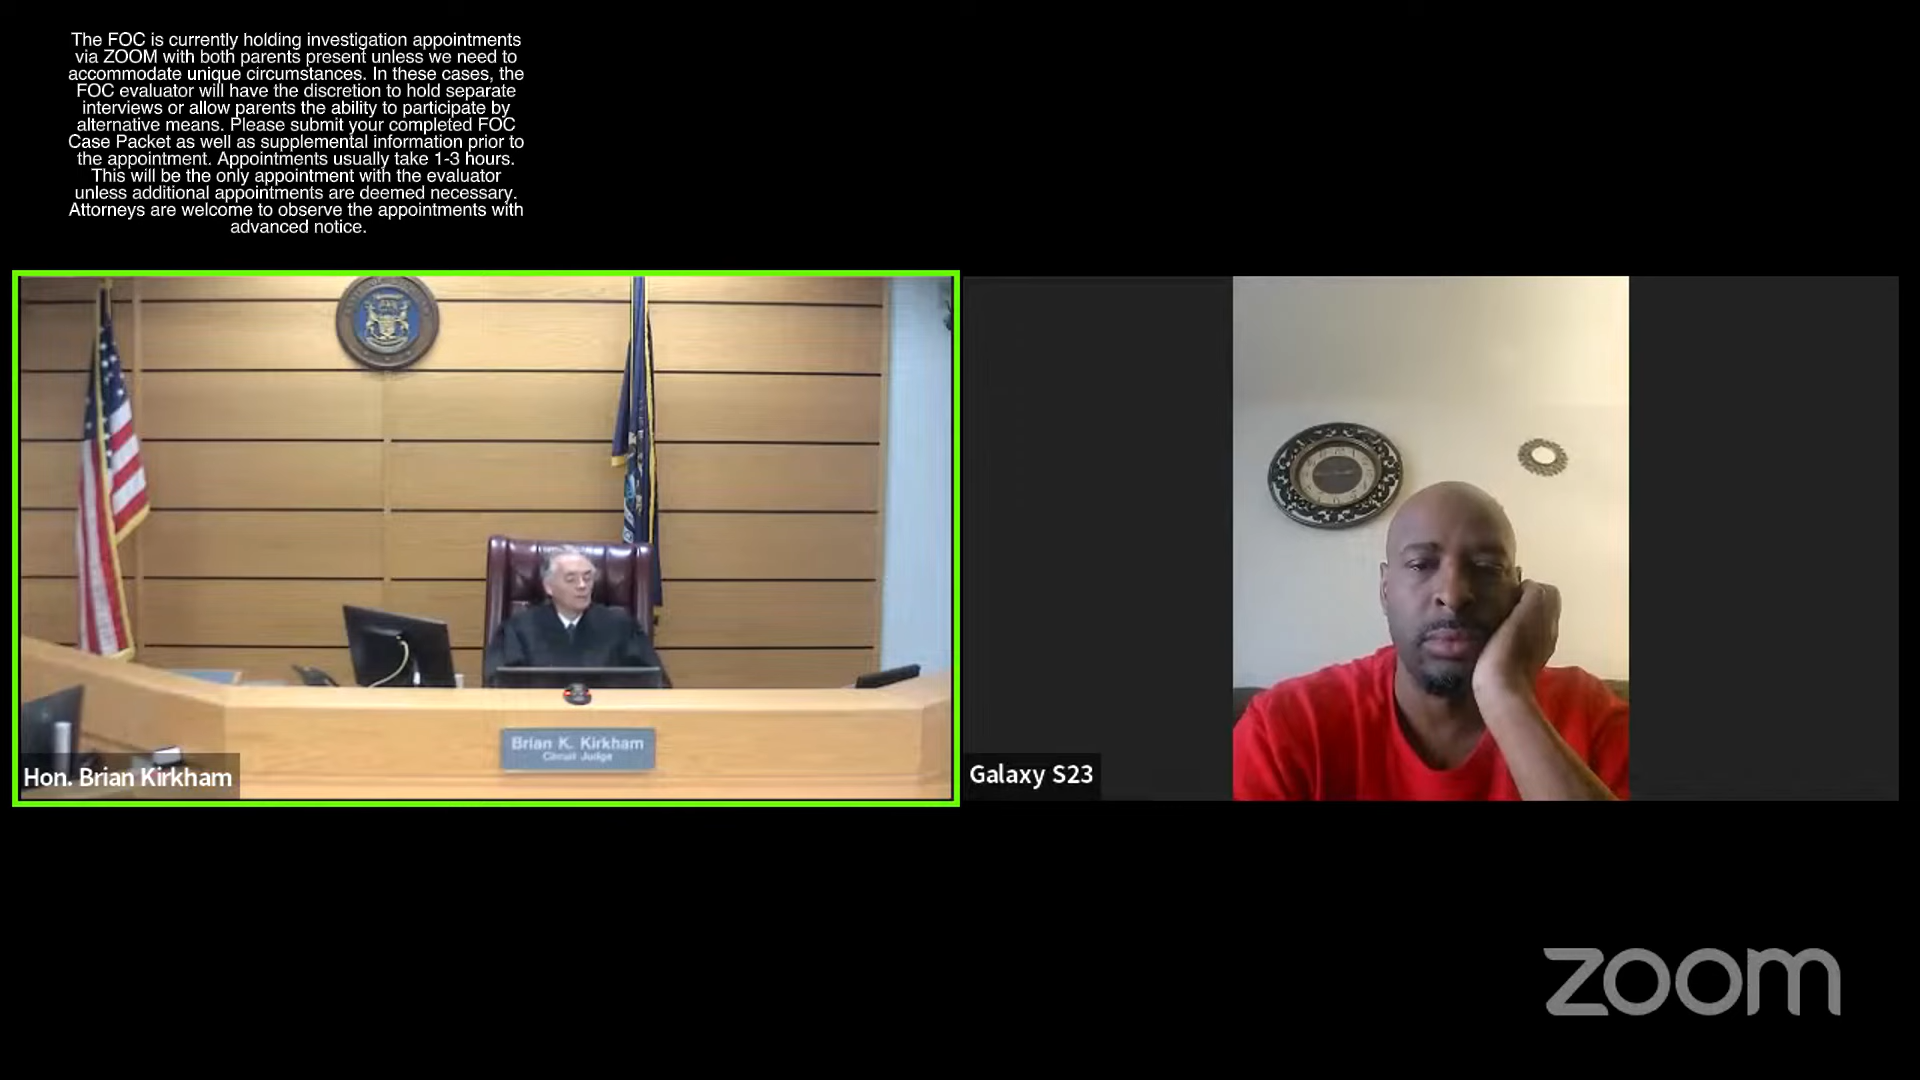 The FOC is currently holding investigation appointments
via ZOOM with both parents present unless we need to
accommodate unique circumstances. In these cases, the
FOC evaluator will have the discretion to hold separate
interviews or allow parents the ability to participate by
alternative means. Please submit your completed FOC
Case Packet as well as supplemental information prior to
the appointment. Appointments usually take 1-3 hours.
This will be the only appointment with the evaluator
unless additional appointments are deemed necessary.
Attorneys are welcome to observe the appointments with
advanced notice.
Brian K. Kirkham
Circuit Judge
Hon. Brian Kirkham
Galaxy S23
zoom